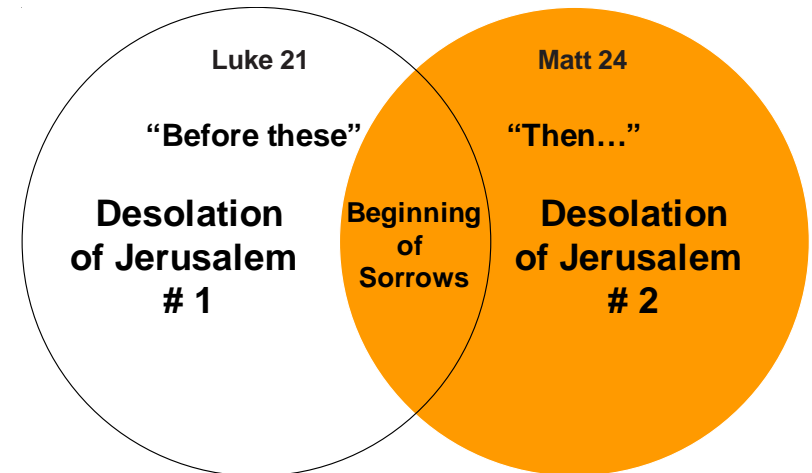 Luke 21
Matt 24
“Before these”
“Then…”
Desolation
of Jerusalem
# 1
Beginning
of
Sorrows
Desolation
of Jerusalem
# 2